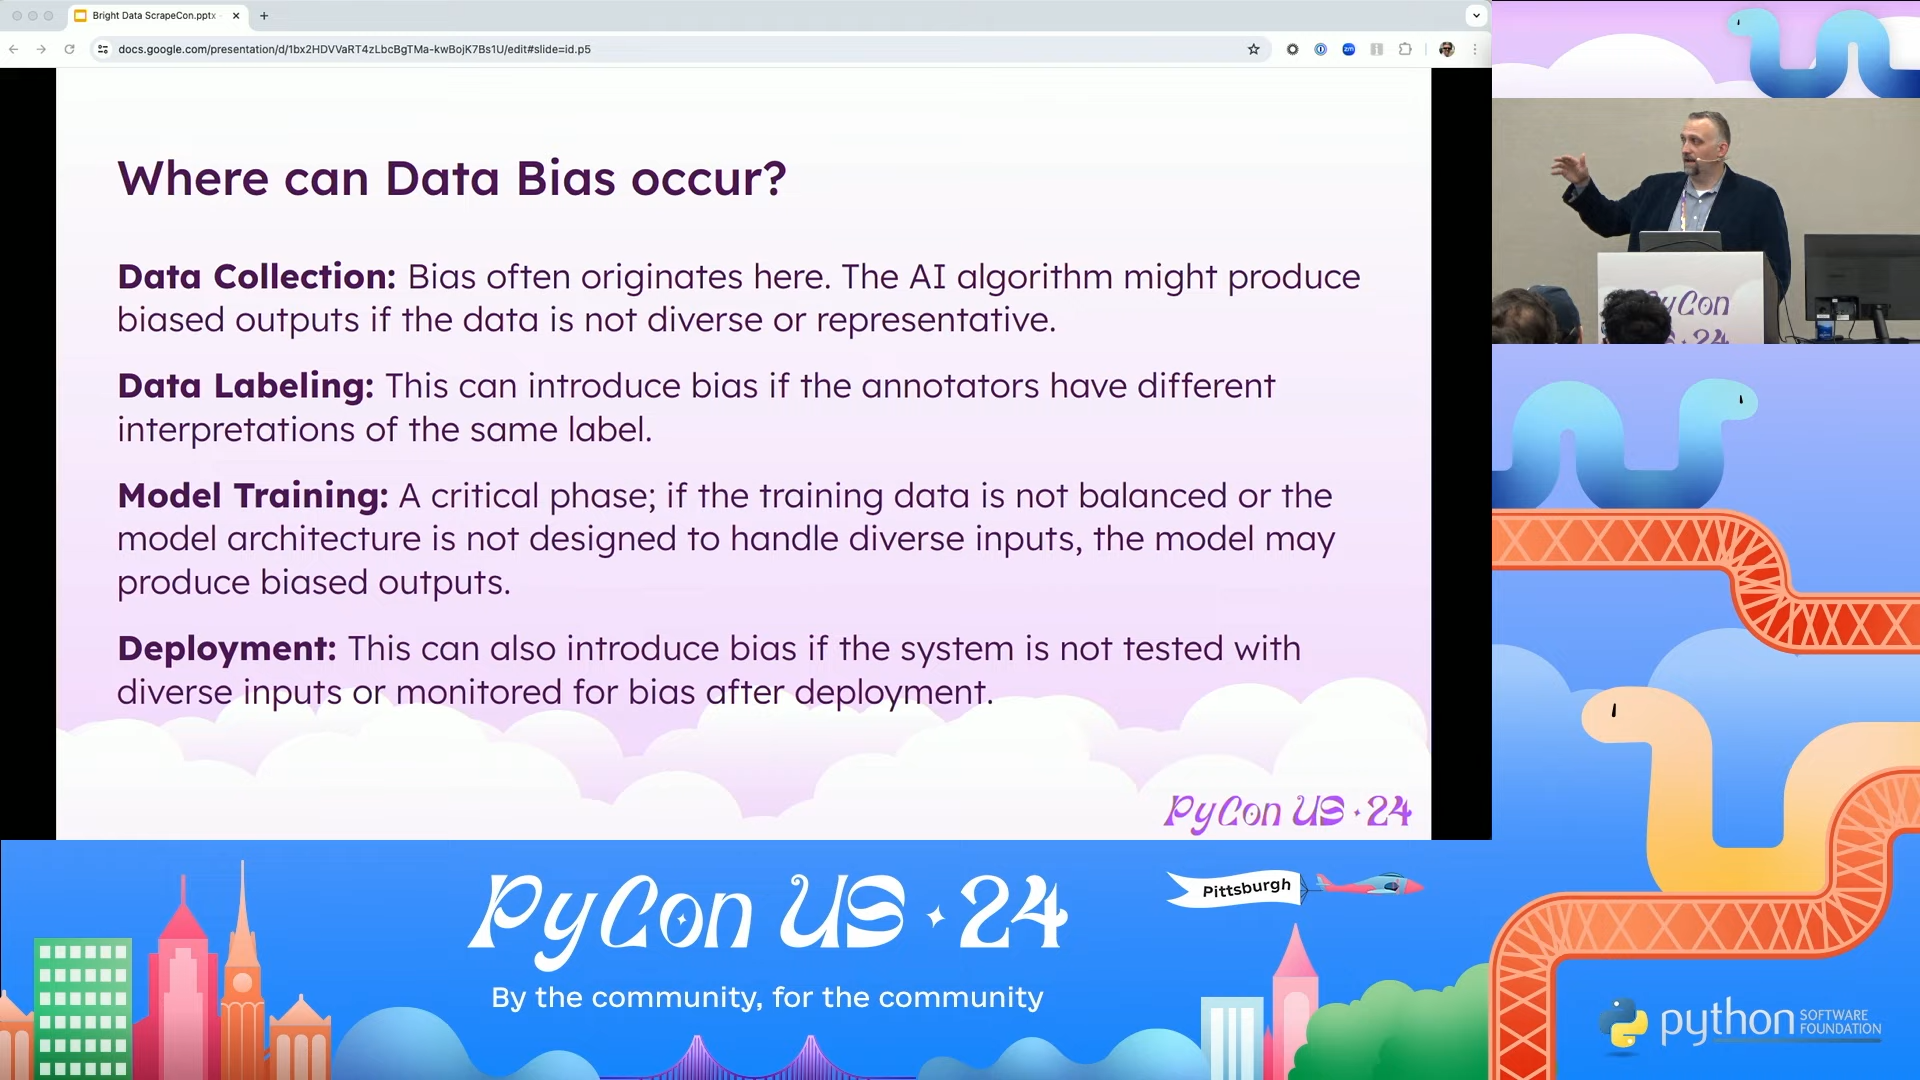 Bright Data ScrapeCon.pptx
docs.google.com/presentation/d/1bx2HDVVaRT4zLbcBgTMa-kwBojK7Bs1U/edit#slide=id.p5
zm
Where can Data Bias occur?
Data Collection: Bias often originates here. The AI algorithm might produce
biased outputs if the data is not diverse or representative.
Data Labeling: This can introduce bias if the annotators have different
interpretations of the same label.
Model Training: A critical phase; if the training data is not balanced or the
model architecture is not designed to handle diverse inputs, the model may
produce biased outputs.
Deployment: This can also introduce bias if the system is not tested with
diverse inputs or monitored for bias after deployment.
PyCon US · 24
PyCon
24
PyCon US · 24
By the community, for the community
Pittsburgh
python
SOFTWARE
FOUNDATION